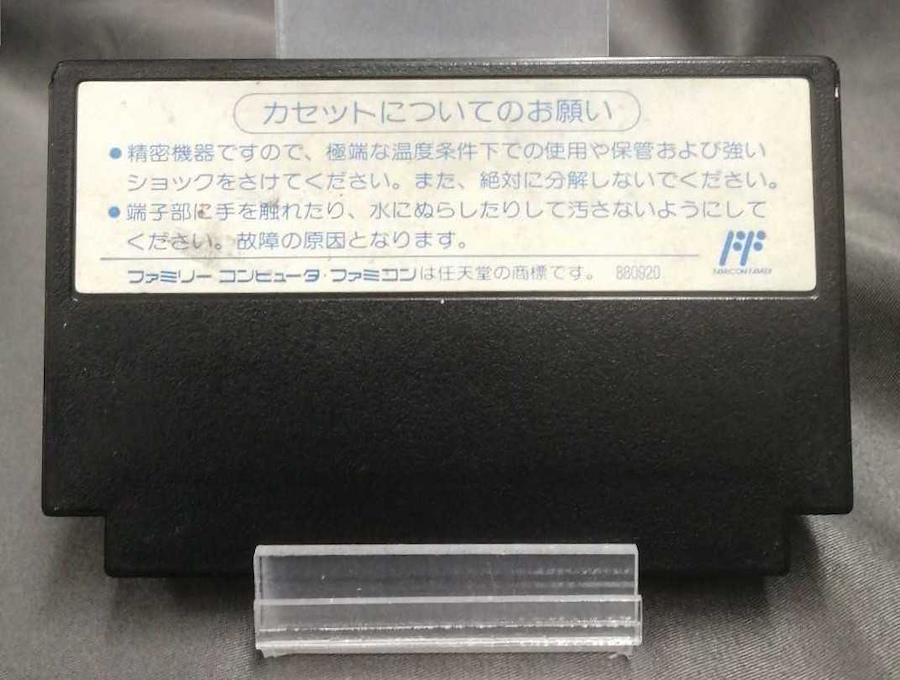 カセットについてのお願い
●精密機器ですので、極端な温度条件下での使用や保管および強い
ショックをさけてください。また、絶対に分解しないでください。
●端子部に手を触れたり、水にぬらしたりして汚さないようにして
ください。故障の原因となります。
ファミリーコンピュータ・ファミコンは任天堂の商標です。 880920
FF
FAMICOM FAMILY